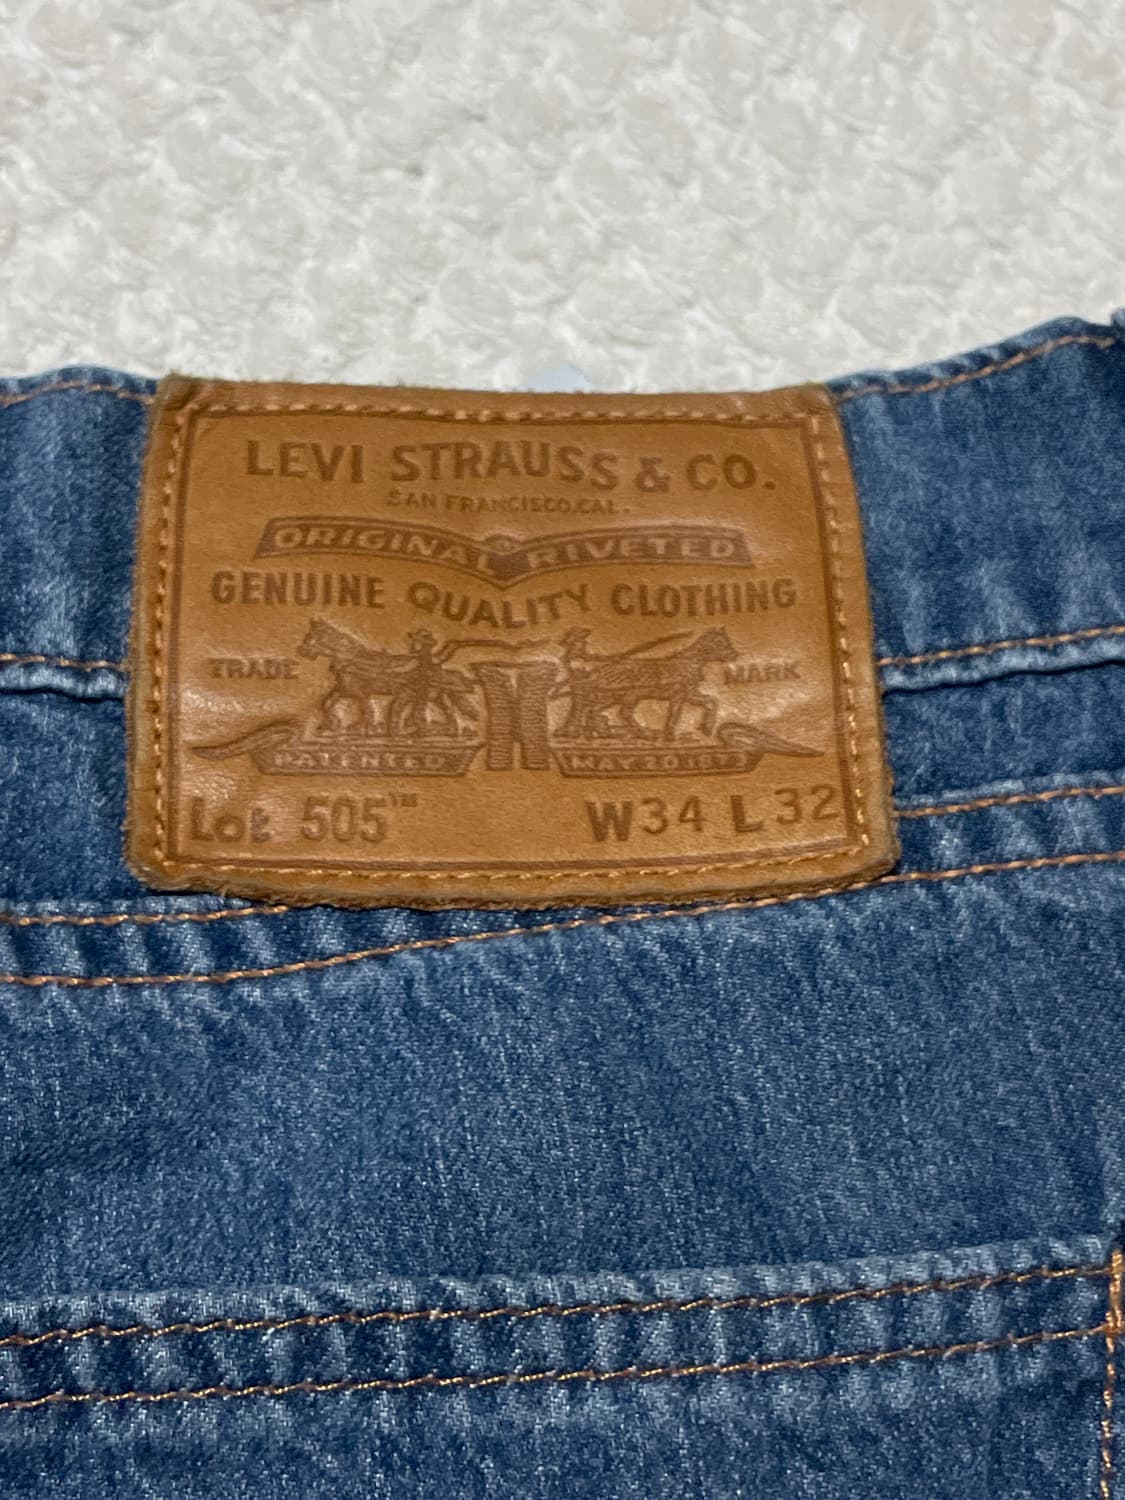 LEVI STRAUSS & CO.
SAN FRANCISCO, CAL.
ORIGINAL RIVETED
GENUINE QUALITY CLOTHING
TRADE MARK
PATENTED MAY 20 1873
Lot 505™ W34 L32